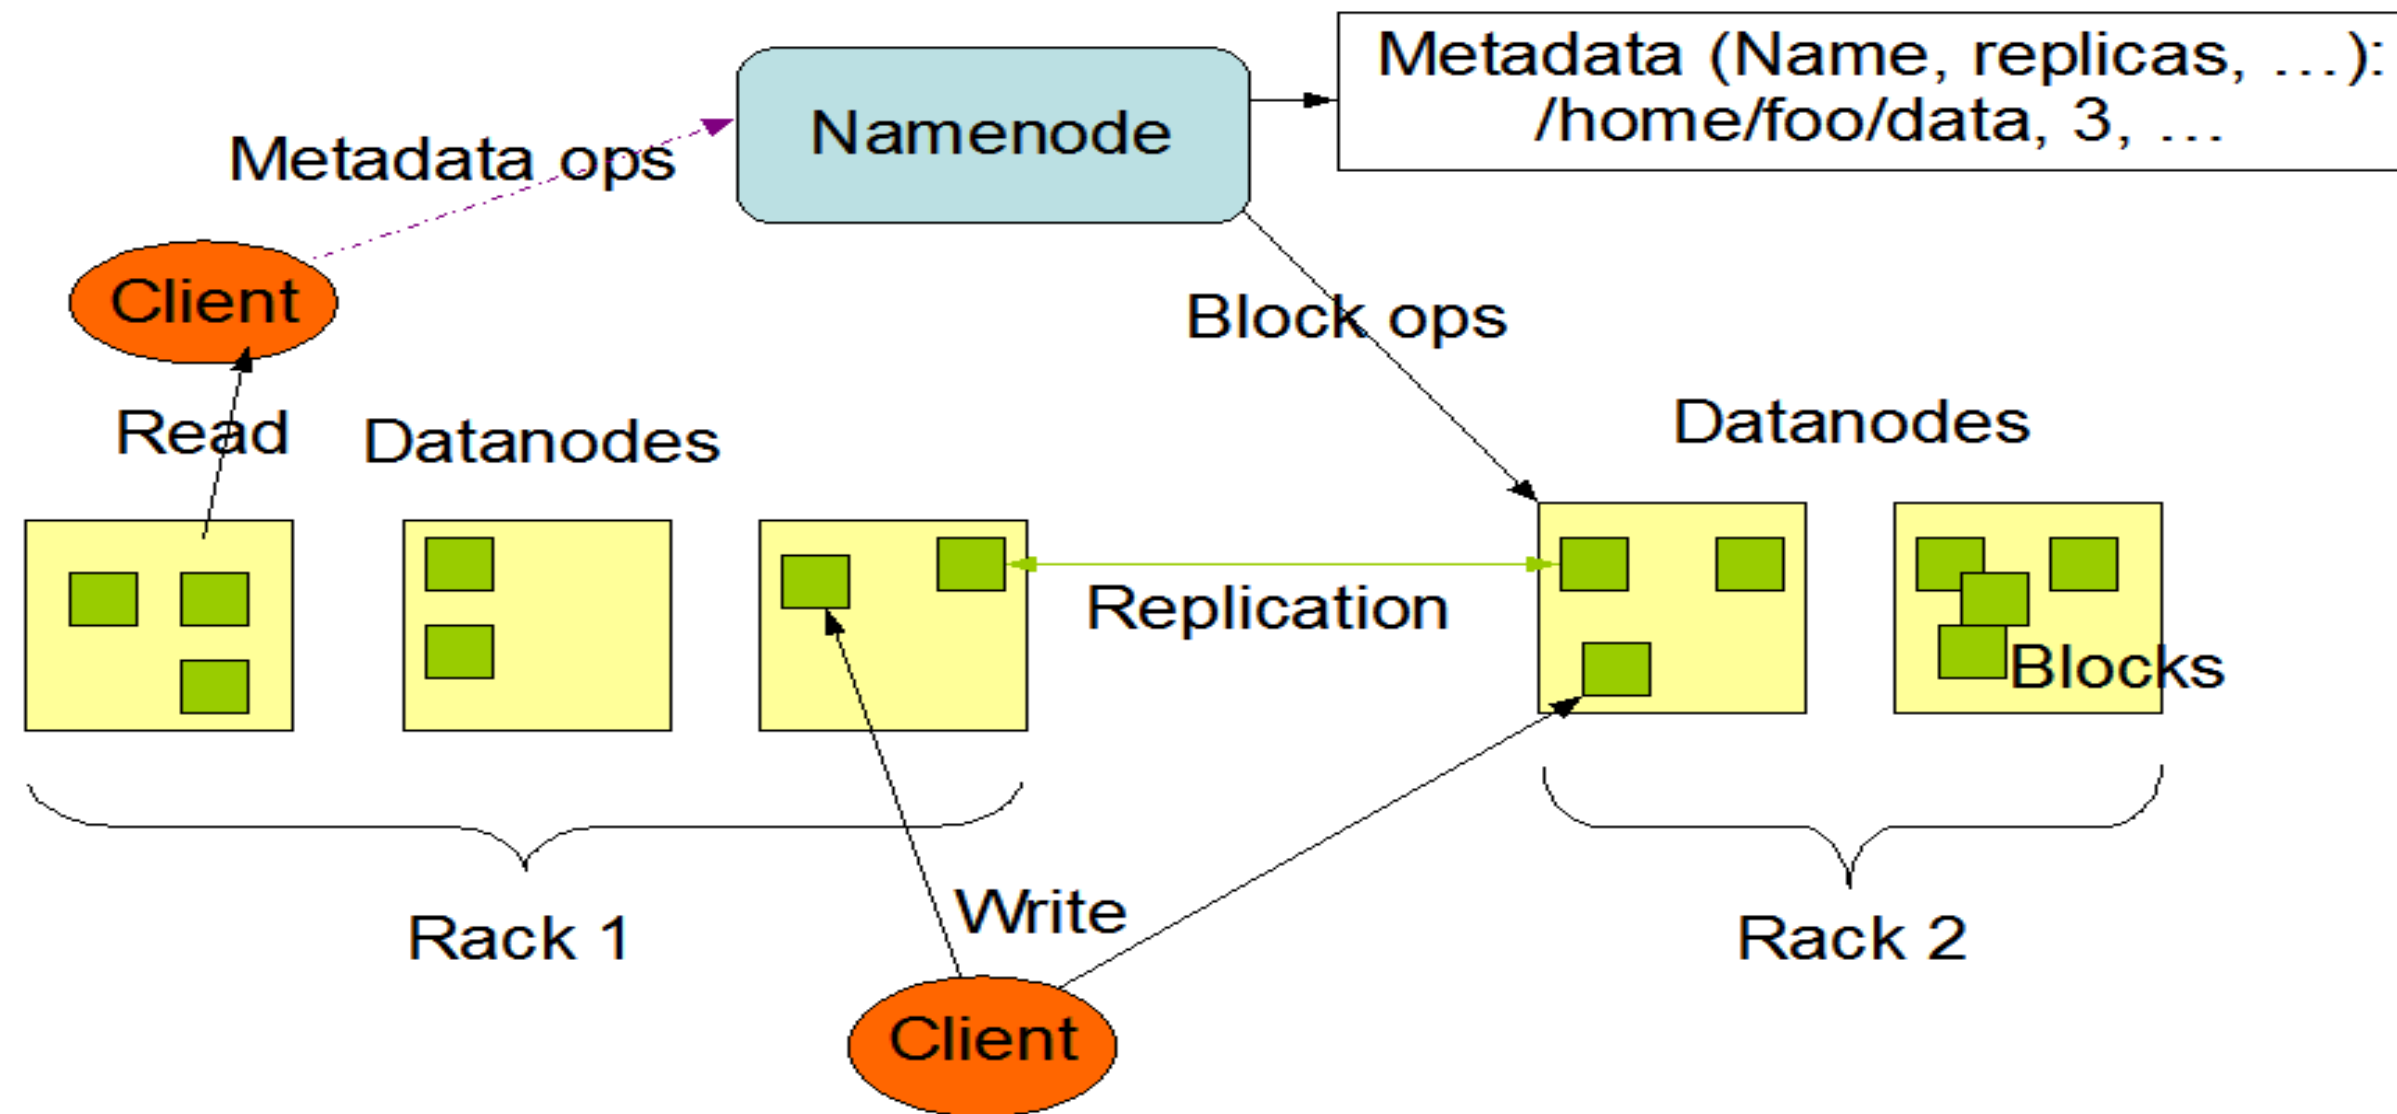 Metadata (Name, replicas, …):
/home/foo/data, 3, …
Namenode
Metadata ops
Client
Block ops
Read
Datanodes
Datanodes
Replication
Blocks
Rack 1
Write
Rack 2
Client